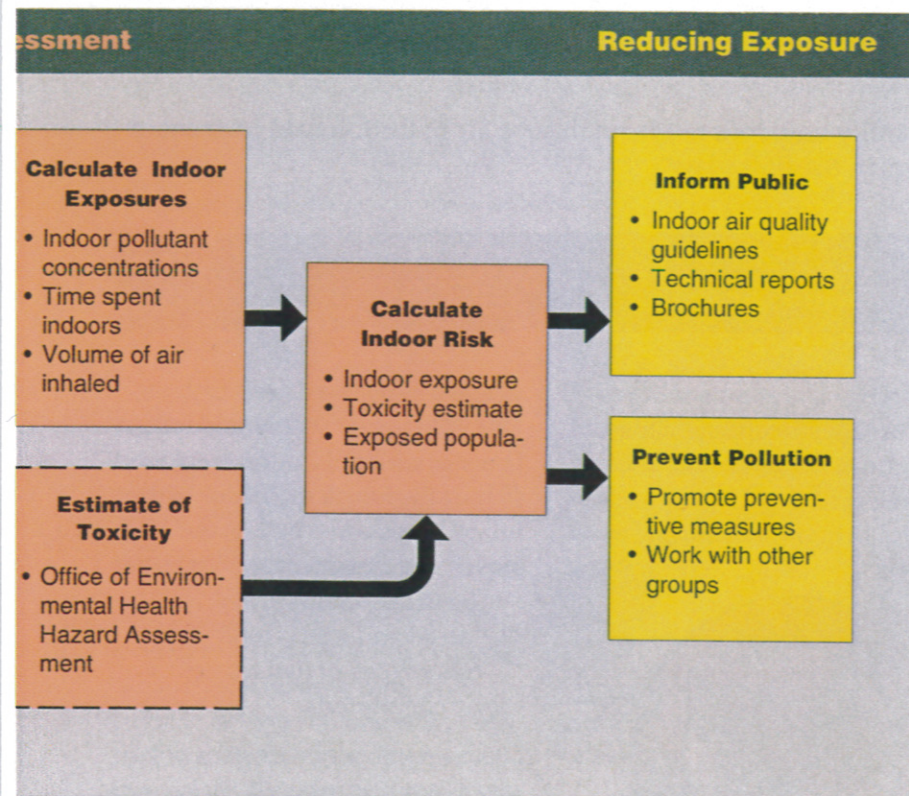 essment
Reducing Exposure
Calculate Indoor
Exposures
• Indoor pollutant
concentrations
• Time spent
indoors
• Volume of air
inhaled
Estimate of
Toxicity
• Office of Environ-
mental Health
Hazard Assess-
ment
Calculate
Indoor Risk
• Indoor exposure
• Toxicity estimate
• Exposed popula-
tion
Inform Public
• Indoor air quality
guidelines
• Technical reports
• Brochures
Prevent Pollution
• Promote preven-
tive measures
• Work with other
groups